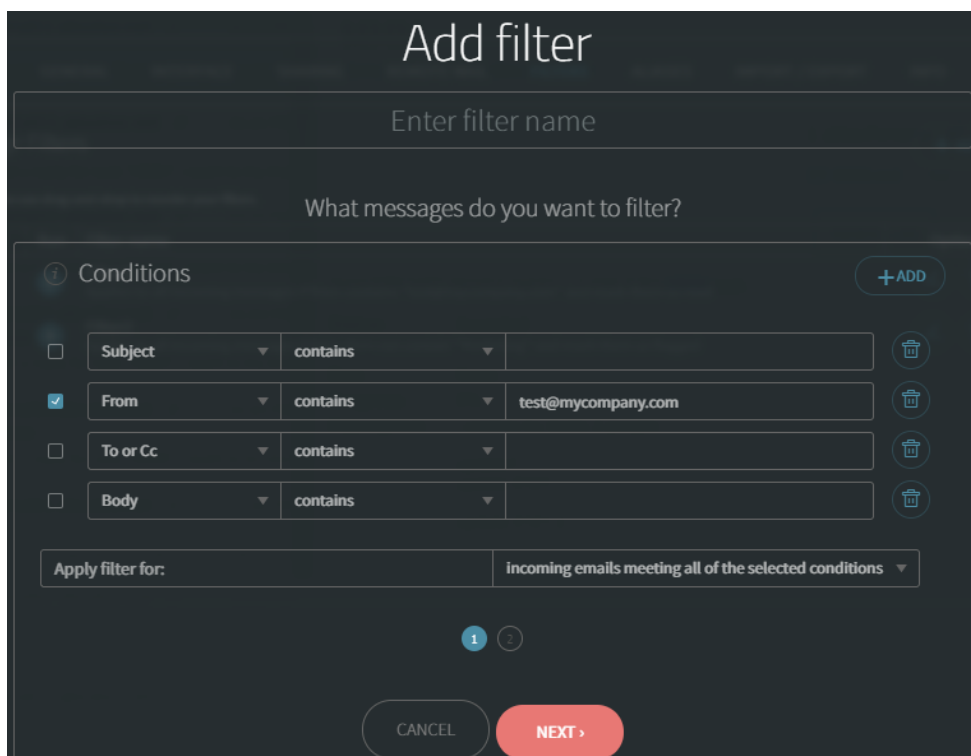 Add filter
Enter filter name
What messages do you want to filter?
i Conditions +ADD
Subject contains
From contains test@mycompany.com
To or Cc contains
Body contains
Apply filter for: incoming emails meeting all of the selected conditions
1 2
CANCEL NEXT ›